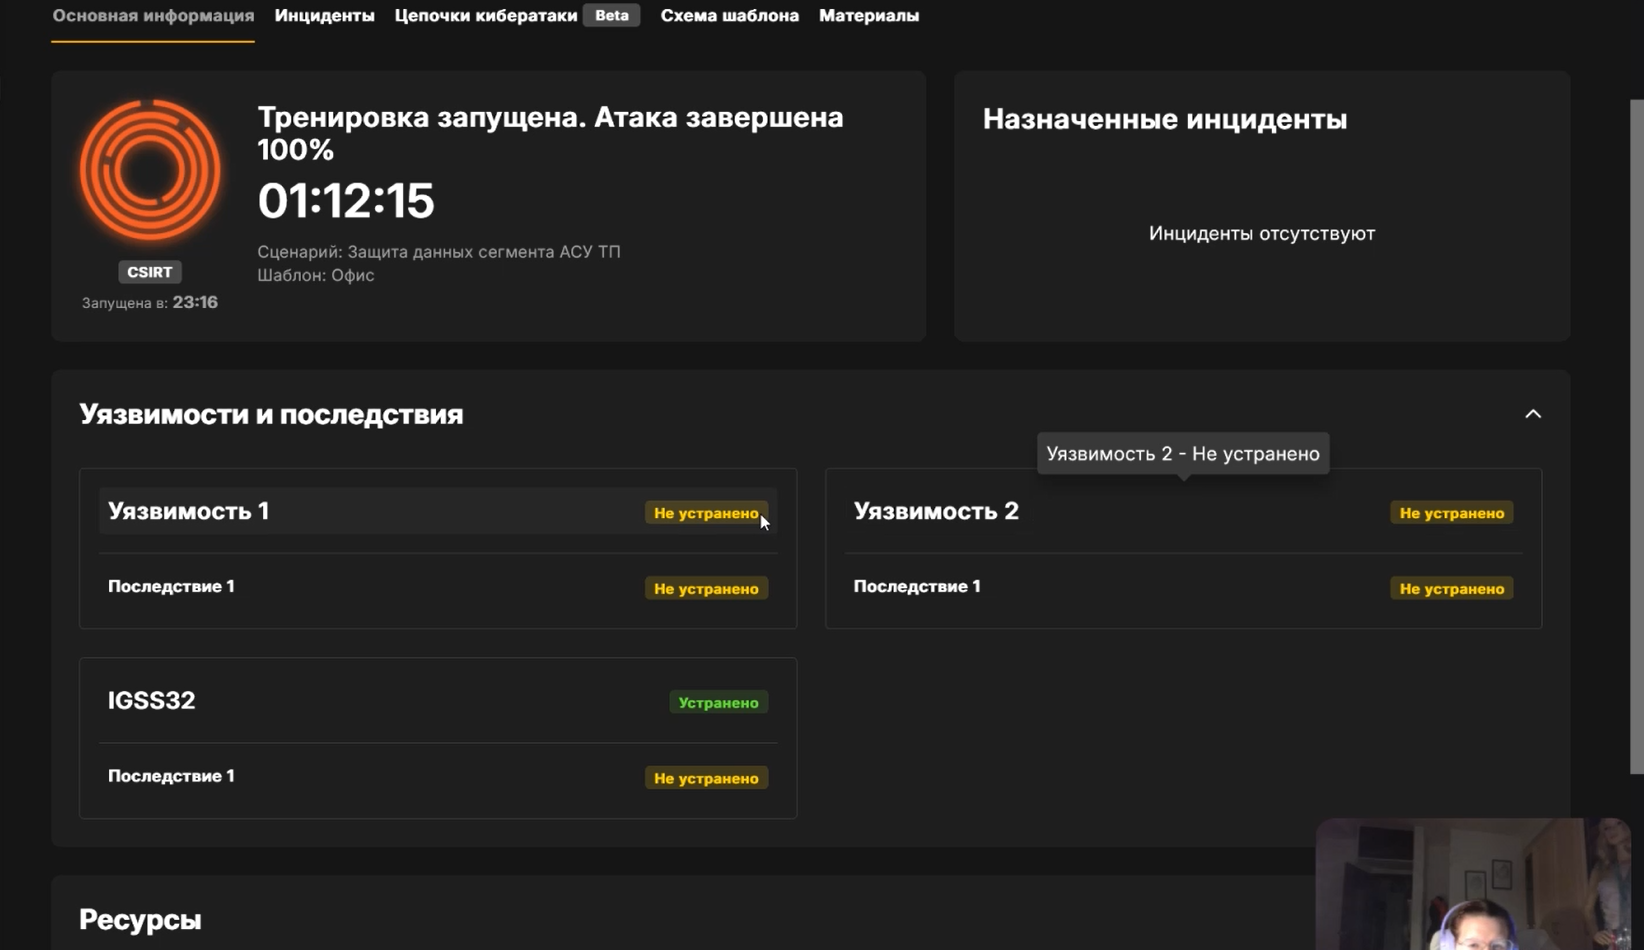 Основная информация Инциденты Цепочки кибератаки Beta Схема шаблона Материалы
Тренировка запущена. Атака завершена
100%
01:12:15
Сценарий: Защита данных сегмента АСУ ТП
Шаблон: Офис
CSIRT
Запущена в: 23:16
Назначенные инциденты
Инциденты отсутствуют
Уязвимости и последствия
Уязвимость 2 - Не устранено
Уязвимость 1 Не устранено
Последствие 1 Не устранено
Уязвимость 2 Не устранено
Последствие 1 Не устранено
IGSS32 Устранено
Последствие 1 Не устранено
Ресурсы